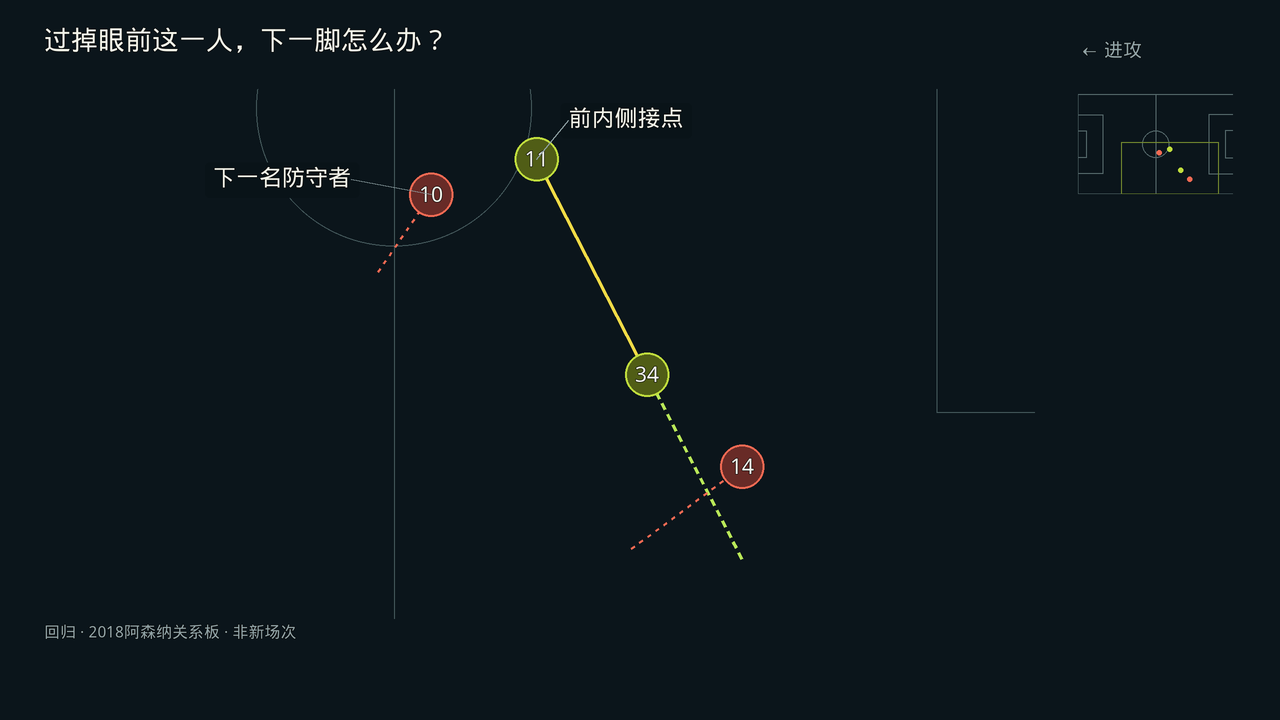 过掉眼前这一人，下一脚怎么办？
← 进攻
前内侧接点
11
下一名防守者
10
34
14
回归 · 2018阿森纳关系板 · 非新场次